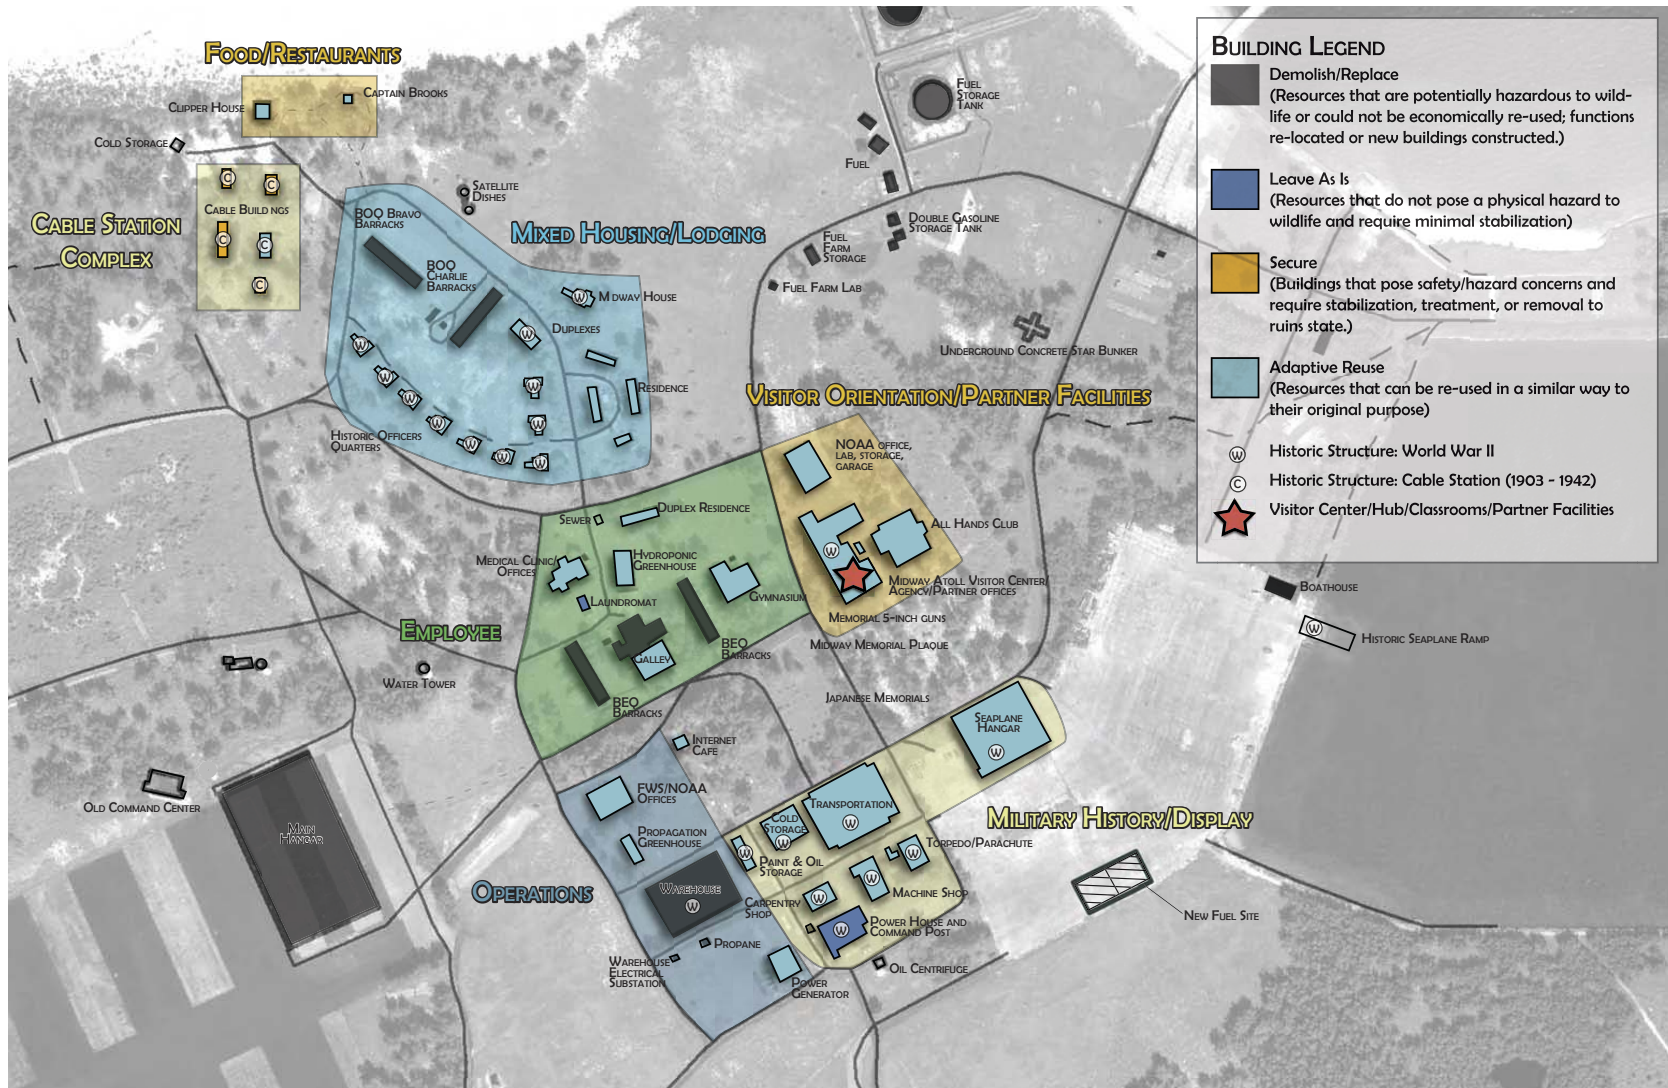 Food/Restaurants
Clipper House
Captain Brooks
Cold Storage
C
C
Cable Buildings
C
C
C
Cable Station
Complex
Satellite
Dishes
BOQ Bravo
Barracks
Mixed Housing/Lodging
BOQ
Charlie
Barracks
W
Midway House
W
Duplexes
W
W
W
W
W
W
W
W
W
W
Residence
Historic Officers
Quarters
Fuel
Storage
Tank
Fuel
Double Gasoline
Storage Tank
Fuel
Farm
Storage
Fuel Farm Lab
Underground Concrete Star Bunker
Visitor Orientation/Partner Facilities
NOAA office,
lab, storage,
garage
All Hands Club
W
Midway Atoll Visitor Center/
Agency/Partner offices
Memorial 5-inch guns
Midway Memorial Plaque
Japanese Memorials
Sewer
Duplex Residence
Medical Clinic/
Offices
Hydroponic
Greenhouse
Laundromat
Gymnasium
Employee
Galley
BEQ
Barracks
BEQ
Barracks
Water Tower
Internet
Cafe
FWS/NOAA
Offices
Propagation
Greenhouse
Operations
Warehouse
W
Propane
Warehouse
Electrical
Substation
Power
Generator
Old Command Center
Main
Hangar
Seaplane
Hangar
W
Transportation
W
Cold
Storage
W
W
Paint & Oil
Storage
Military History/Display
Torpedo/Parachute
W
W
Machine Shop
Carpentry
Shop
W
Power House and
Command Post
W
Oil Centrifuge
New Fuel Site
Boathouse
W
Historic Seaplane Ramp
Building Legend
Demolish/Replace
(Resources that are potentially hazardous to wild-
life or could not be economically re-used; functions
re-located or new buildings constructed.)
Leave As Is
(Resources that do not pose a physical hazard to
wildlife and require minimal stabilization)
Secure
(Buildings that pose safety/hazard concerns and
require stabilization, treatment, or removal to
ruins state.)
Adaptive Reuse
(Resources that can be re-used in a similar way to
their original purpose)
W Historic Structure: World War II
C Historic Structure: Cable Station (1903 - 1942)
Visitor Center/Hub/Classrooms/Partner Facilities